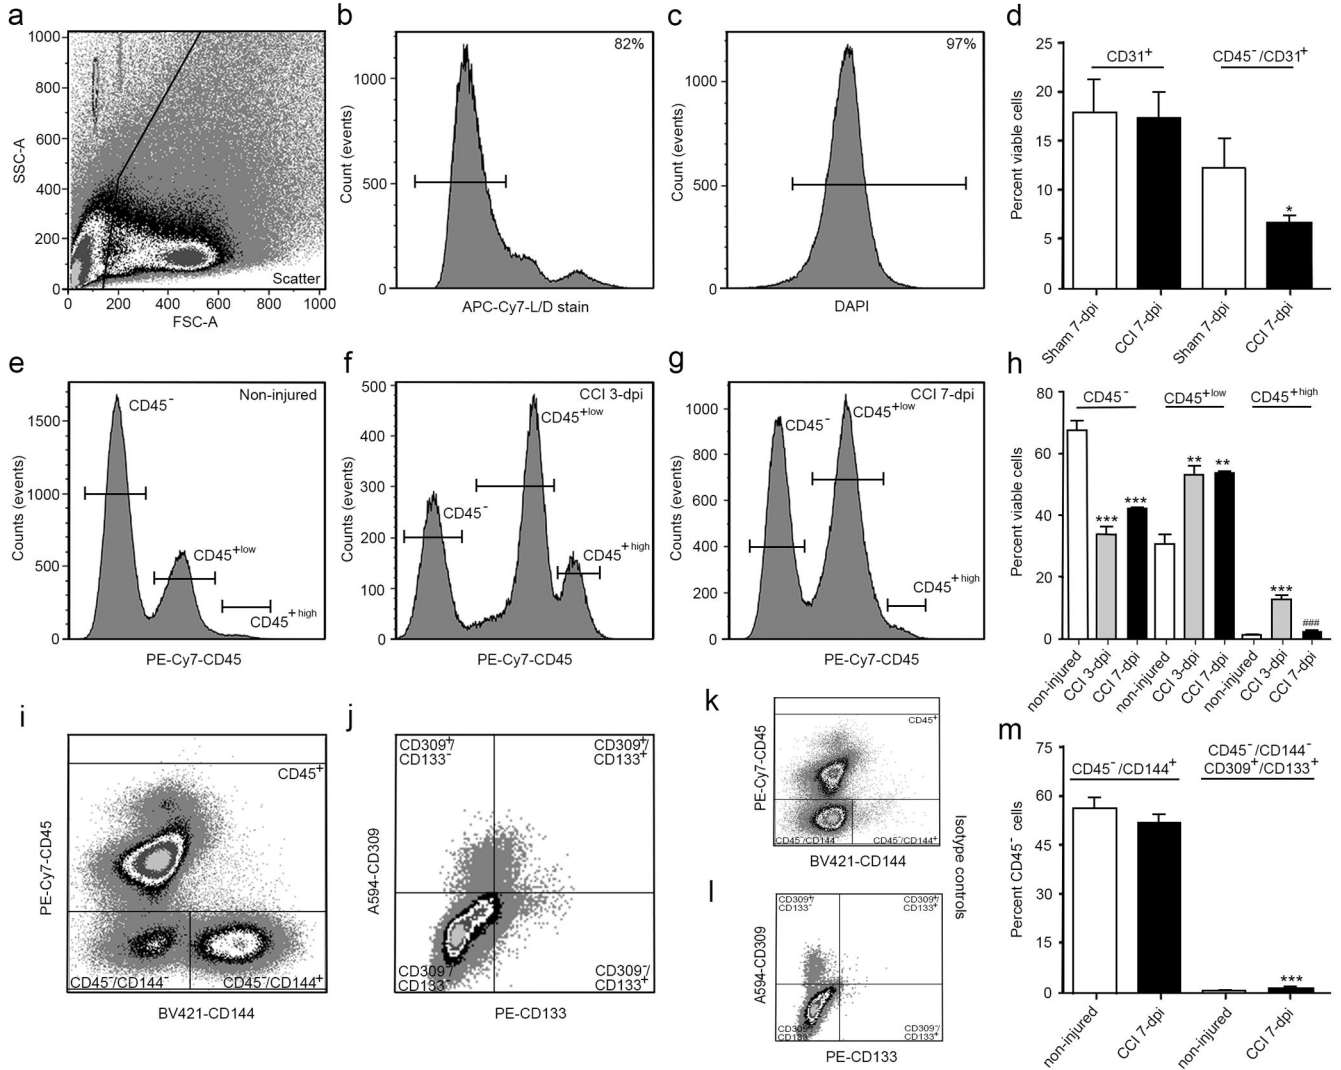 a
1000
800
600
400
200
0
SSC-A
0 200 400 600 800 1000
Scatter
FSC-A
b
82%
1000
500
0
Count (events)
APC-Cy7-L/D stain
c
97%
1000
500
0
Count (events)
DAPI
d
25
20
15
10
5
0
Percent viable cells
CD31+
CD45-/CD31+
*
Sham 7-dpi
CCI 7-dpi
Sham 7-dpi
CCI 7-dpi
e
Non-injured
CD45-
CD45+low
CD45+high
1500
1000
500
0
Counts (events)
PE-Cy7-CD45
f
CCI 3-dpi
CD45+low
CD45-
CD45+high
500
400
300
200
100
0
Counts (events)
PE-Cy7-CD45
g
CCI 7-dpi
CD45-
CD45+low
CD45+high
1000
800
600
400
200
0
Counts (events)
PE-Cy7-CD45
h
80
60
40
20
0
Percent viable cells
CD45-
CD45+low
CD45+high
***
***
**
**
***
###
non-injured
CCI 3-dpi
CCI 7-dpi
non-injured
CCI 3-dpi
CCI 7-dpi
non-injured
CCI 3-dpi
CCI 7-dpi
i
CD45+
PE-Cy7-CD45
CD45-/CD144-
CD45-/CD144+
BV421-CD144
j
CD309+/
CD133-
CD309+/
CD133+
A594-CD309
CD309-/
CD133-
CD309-/
CD133+
PE-CD133
k
CD45+
PE-Cy7-CD45
CD45-/CD144-
CD45-/CD144+
BV421-CD144
Isotype controls
l
CD309+/
CD133-
CD309+/
CD133+
A594-CD309
CD309-/
CD133-
CD309-/
CD133+
PE-CD133
m
75
60
45
30
15
0
Percent CD45- cells
CD45-/CD144+
CD45-/CD144-
CD309+/CD133+
***
non-injured
CCI 7-dpi
non-injured
CCI 7-dpi